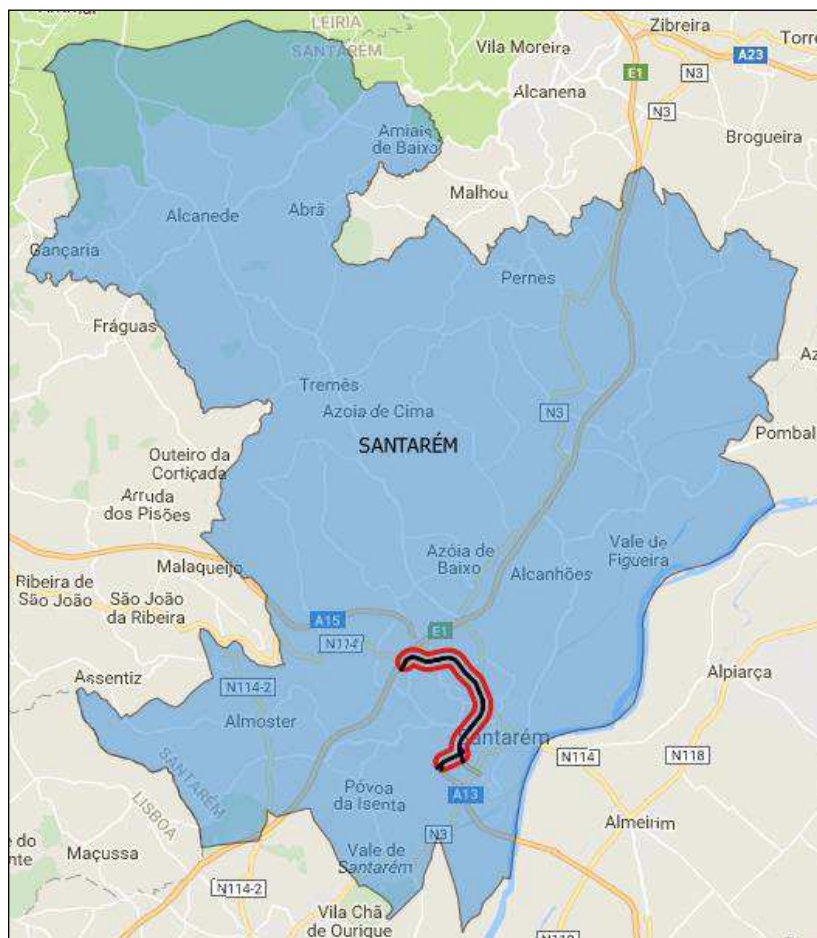 LEIRIA
SANTARÉM
Zibreira
Vila Moreira
A23
Torre
E1
N3
Alcanena
N3
Amiais
de Baixo
Brogueira
Malhou
Abrã
Alcanede
Gançaria
Pernes
Fráguas
Tremês
Azoia de Cima
N3
Pombal
SANTARÉM
Outeiro da
Cortiçada
Arruda
dos Pisões
Azóia de
Baixo
Vale de
Figueira
Malaqueijo
Alcanhões
Ribeira de
São João
São João
da Ribeira
A15
E1
N114
Assentiz
N114-2
Alpiarça
Almoster
Santarém
N114
N118
SANTARÉM
LISBOA
Póvoa
da Isenta
A13
Almeirim
N3
Maçussa
Vale de
Santarém
N114-2
Vila Chã
de Ourique